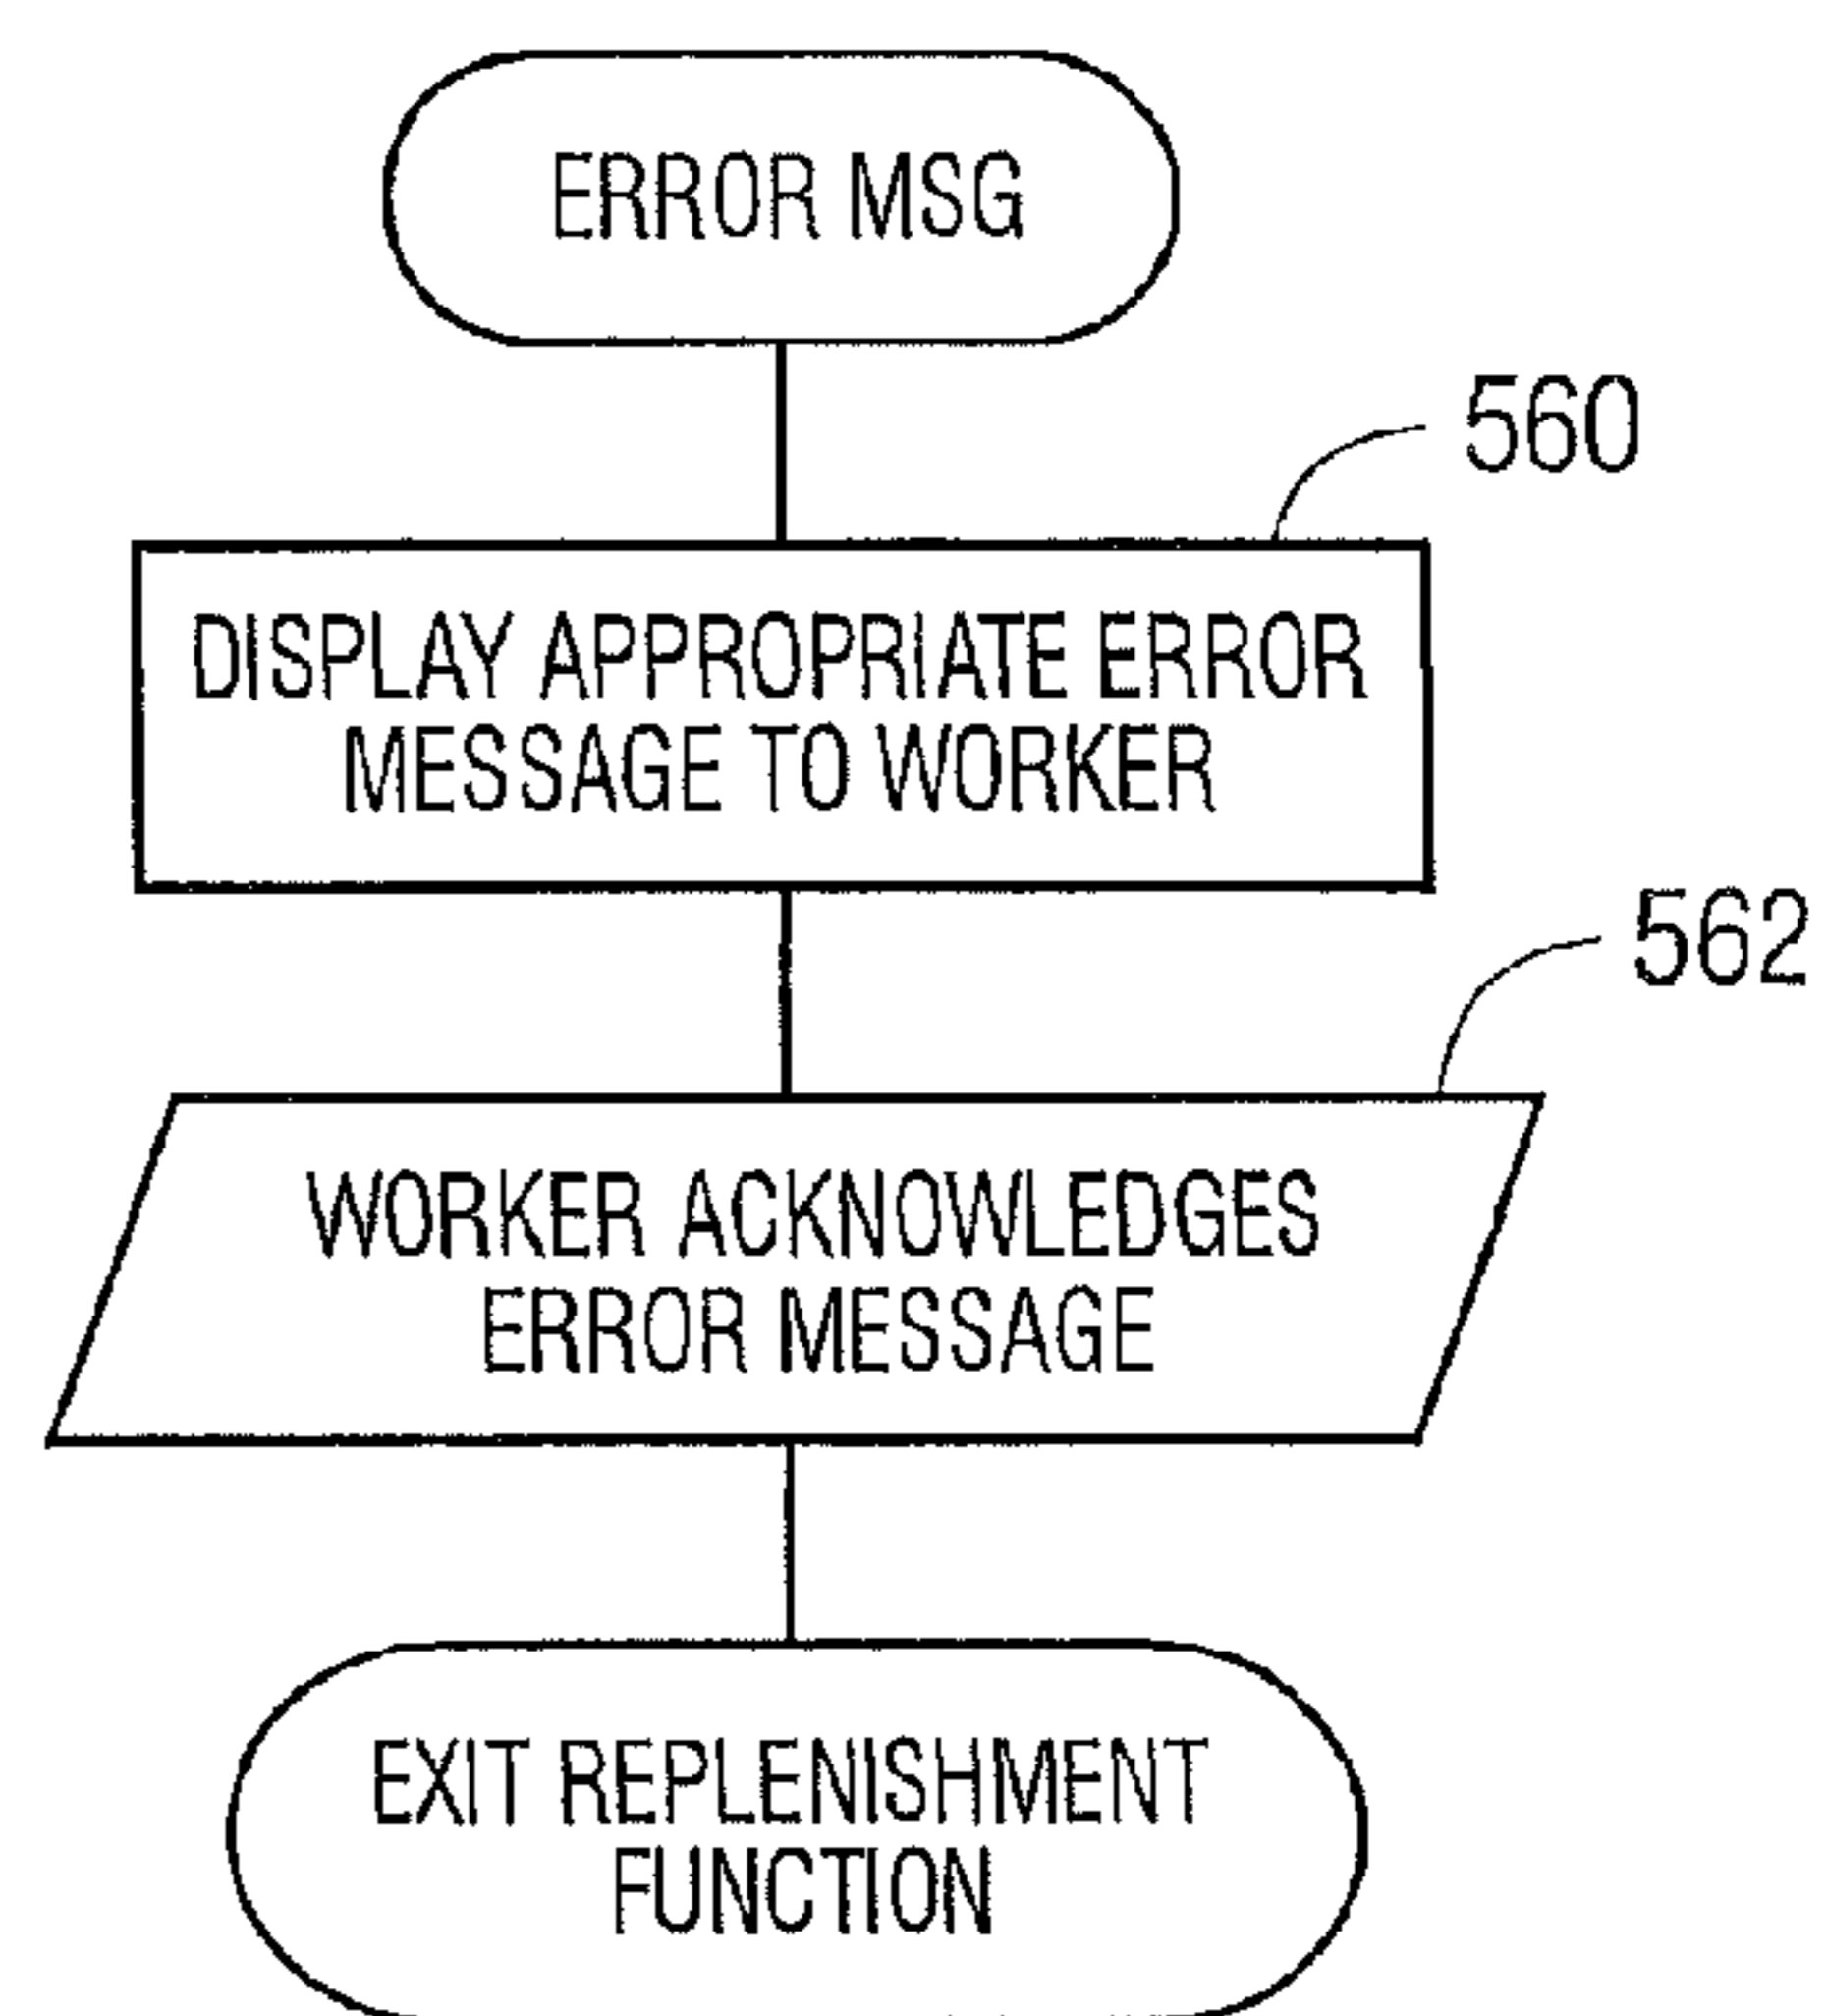 ERROR MSG
560
DISPLAY APPROPRIATE ERROR
MESSAGE TO WORKER
562
WORKER ACKNOWLEDGES
ERROR MESSAGE
EXIT REPLENISHMENT
FUNCTION